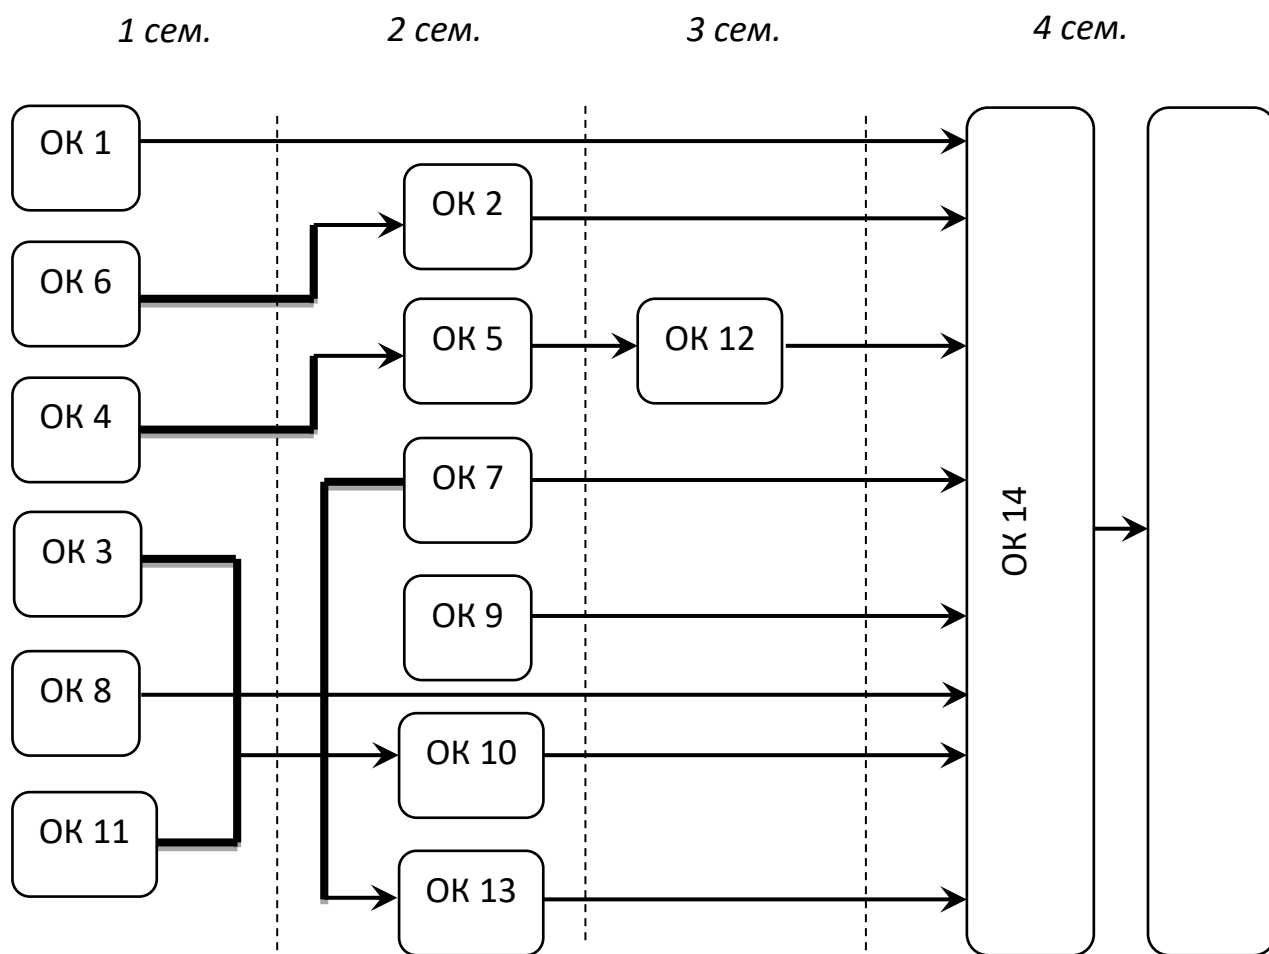 1 сем.
2 сем.
3 сем.
4 сем.
ОК 1
ОК 2
ОК 6
ОК 5
ОК 12
ОК 4
ОК 7
ОК 14
ОК 3
ОК 9
ОК 8
ОК 10
ОК 11
ОК 13